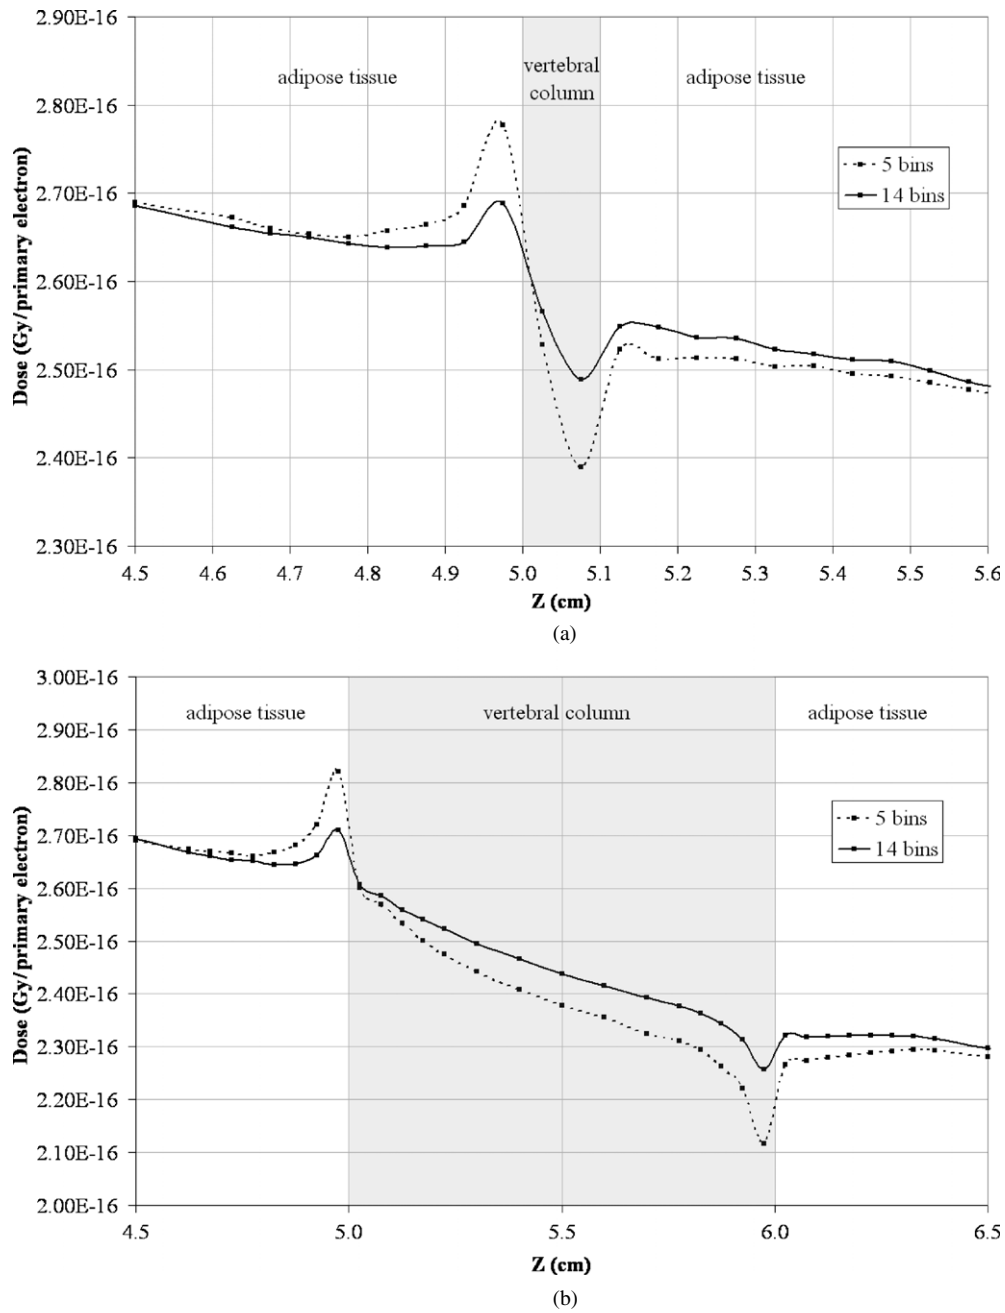 2.90E-16
2.80E-16
2.70E-16
2.60E-16
2.50E-16
2.40E-16
2.30E-16
Dose (Gy/primary electron)
adipose tissue
vertebral
column
adipose tissue
5 bins
14 bins
4.5 4.6 4.7 4.8 4.9 5.0 5.1 5.2 5.3 5.4 5.5 5.6
Z (cm)
(a)
3.00E-16
2.90E-16
2.80E-16
2.70E-16
2.60E-16
2.50E-16
2.40E-16
2.30E-16
2.20E-16
2.10E-16
2.00E-16
Dose (Gy/primary electron)
adipose tissue
vertebral column
adipose tissue
5 bins
14 bins
4.5 5.0 5.5 6.0 6.5
Z (cm)
(b)